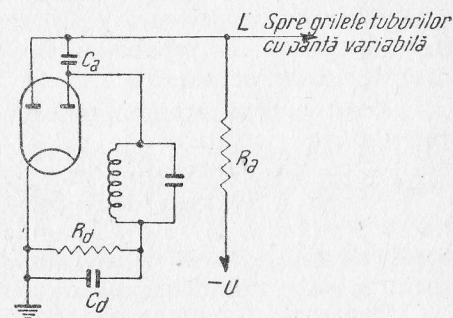 L Spre grilele tuburilor
cu pantă variabilă
Ca
Ra
Rd
Cd
-u